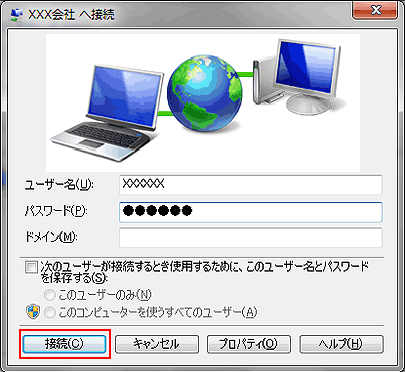 XXX会社 へ接続
ユーザー名(U):
XXXXXX
パスワード(P):
●●●●●●
ドメイン(M):
次のユーザーが接続するとき使用するために、このユーザー名とパスワード
を保存する(S):
このユーザーのみ(N)
このコンピューターを使うすべてのユーザー(A)
接続(C)
キャンセル
プロパティ(O)
ヘルプ(H)